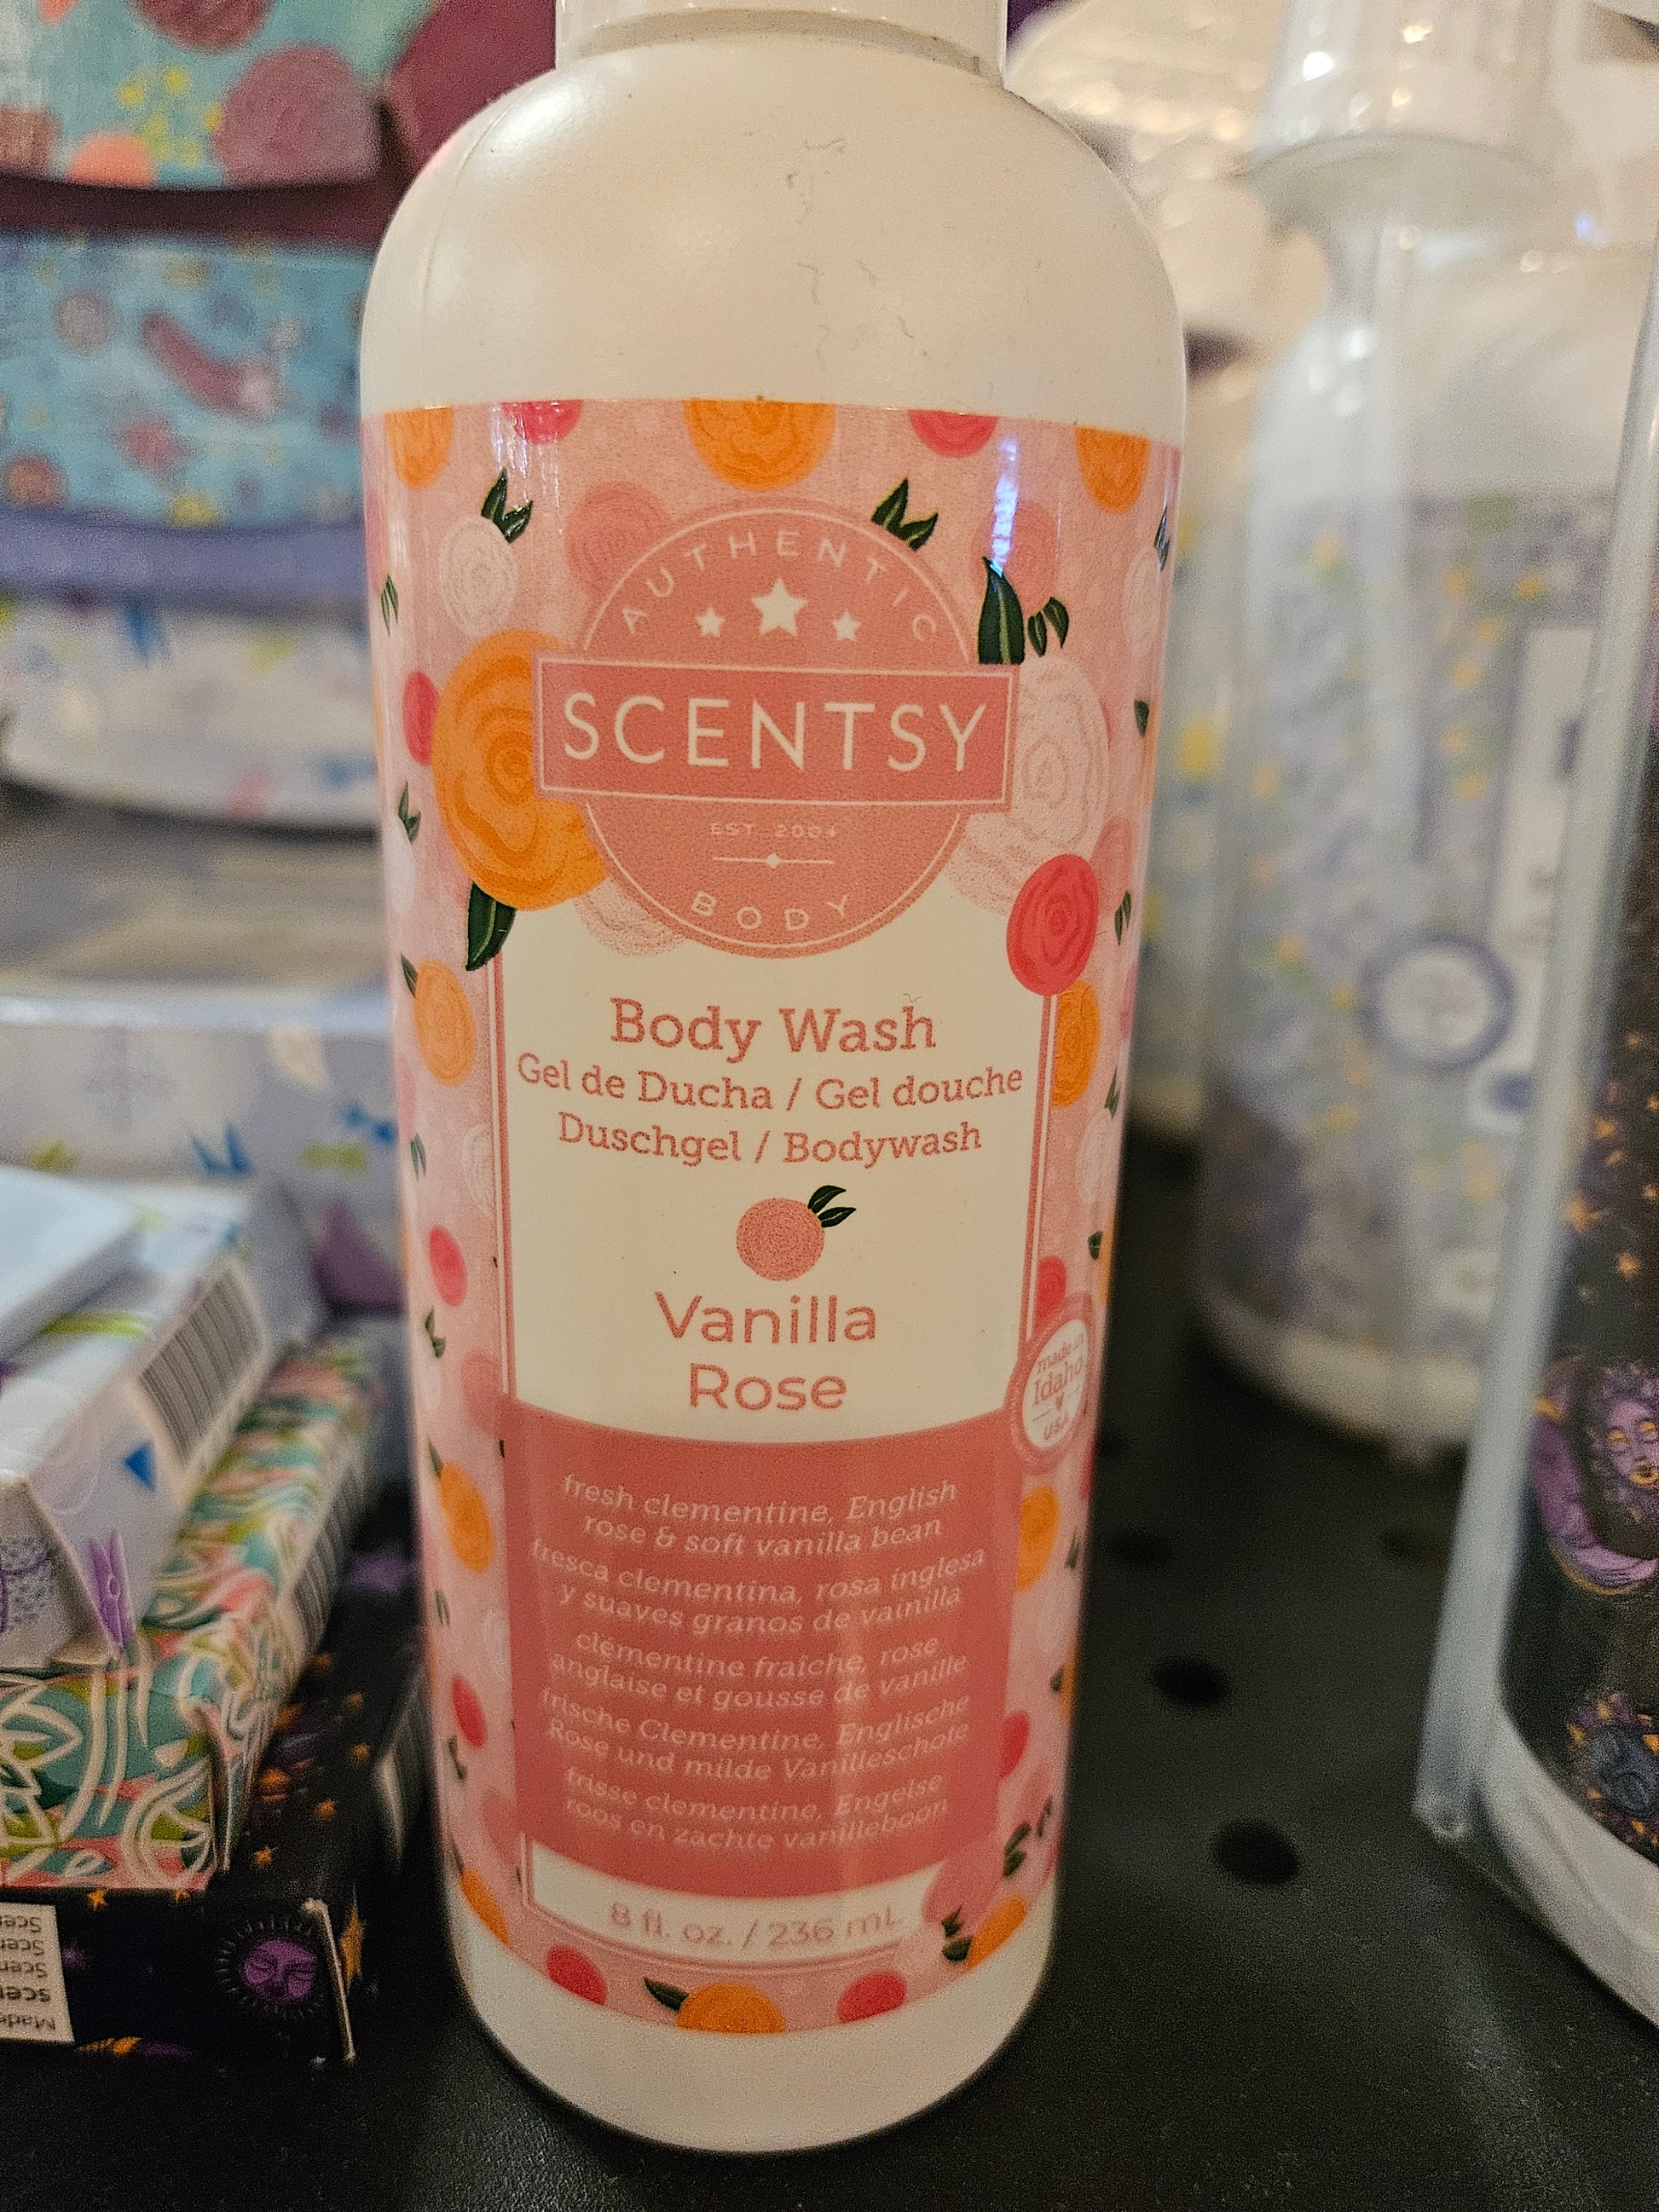 AUTHENTIC
SCENTSY
EST. 2004
BODY
Body Wash
Gel de Ducha / Gel douche
Duschgel / Bodywash
Vanilla
Rose
made in
Idaho
USA
fresh clementine, English
rose & soft vanilla bean
fresca clementina, rosa inglesa
y suaves granos de vainilla
clémentine fraîche, rose
anglaise et gousse de vanille
frische Clementine, Englische
Rose und milde Vanilleschote
frisse clementine, Engelse
roos en zachte vanilleboon
8 fl. oz. / 236 mL